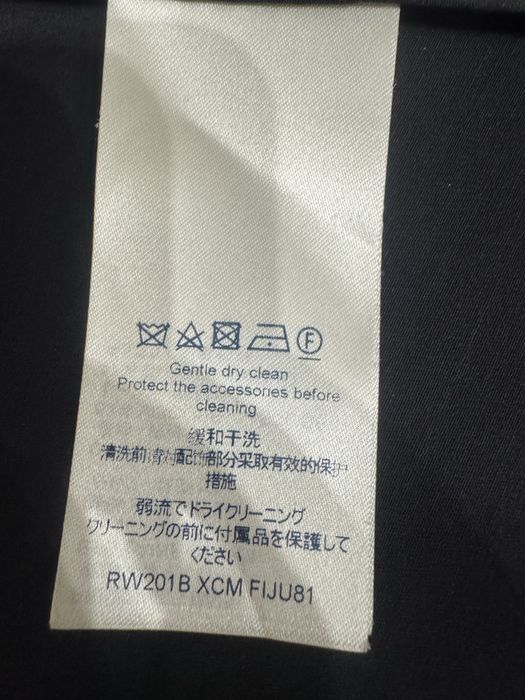 F
Gentle dry clean
Protect the accessories before
cleaning
缓和干洗
清洗前请对配饰部分采取有效的保护
措施
弱流でドライクリーニング
クリーニングの前に付属品を保護して
ください
RW201B XCM FIJU81